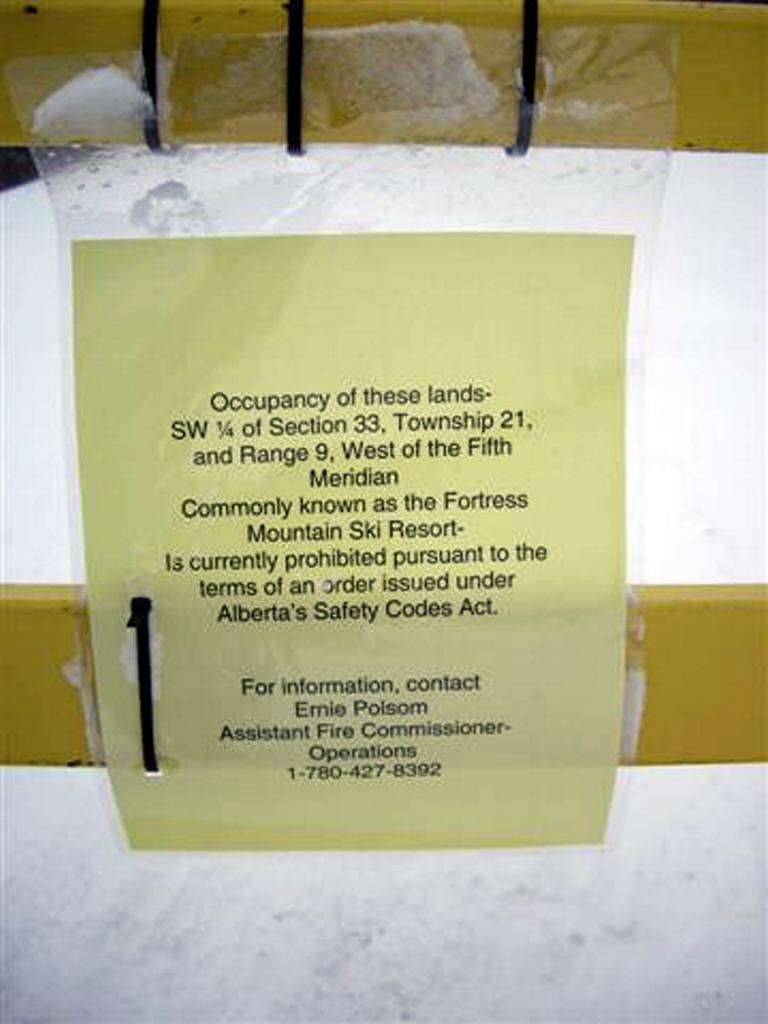 Occupancy of these lands-
SW ¼ of Section 33, Township 21,
and Range 9, West of the Fifth
Meridian
Commonly known as the Fortress
Mountain Ski Resort-
Is currently prohibited pursuant to the
terms of an order issued under
Alberta's Safety Codes Act.
For information, contact
Ernie Polsom
Assistant Fire Commissioner-
Operations
1-780-427-8392